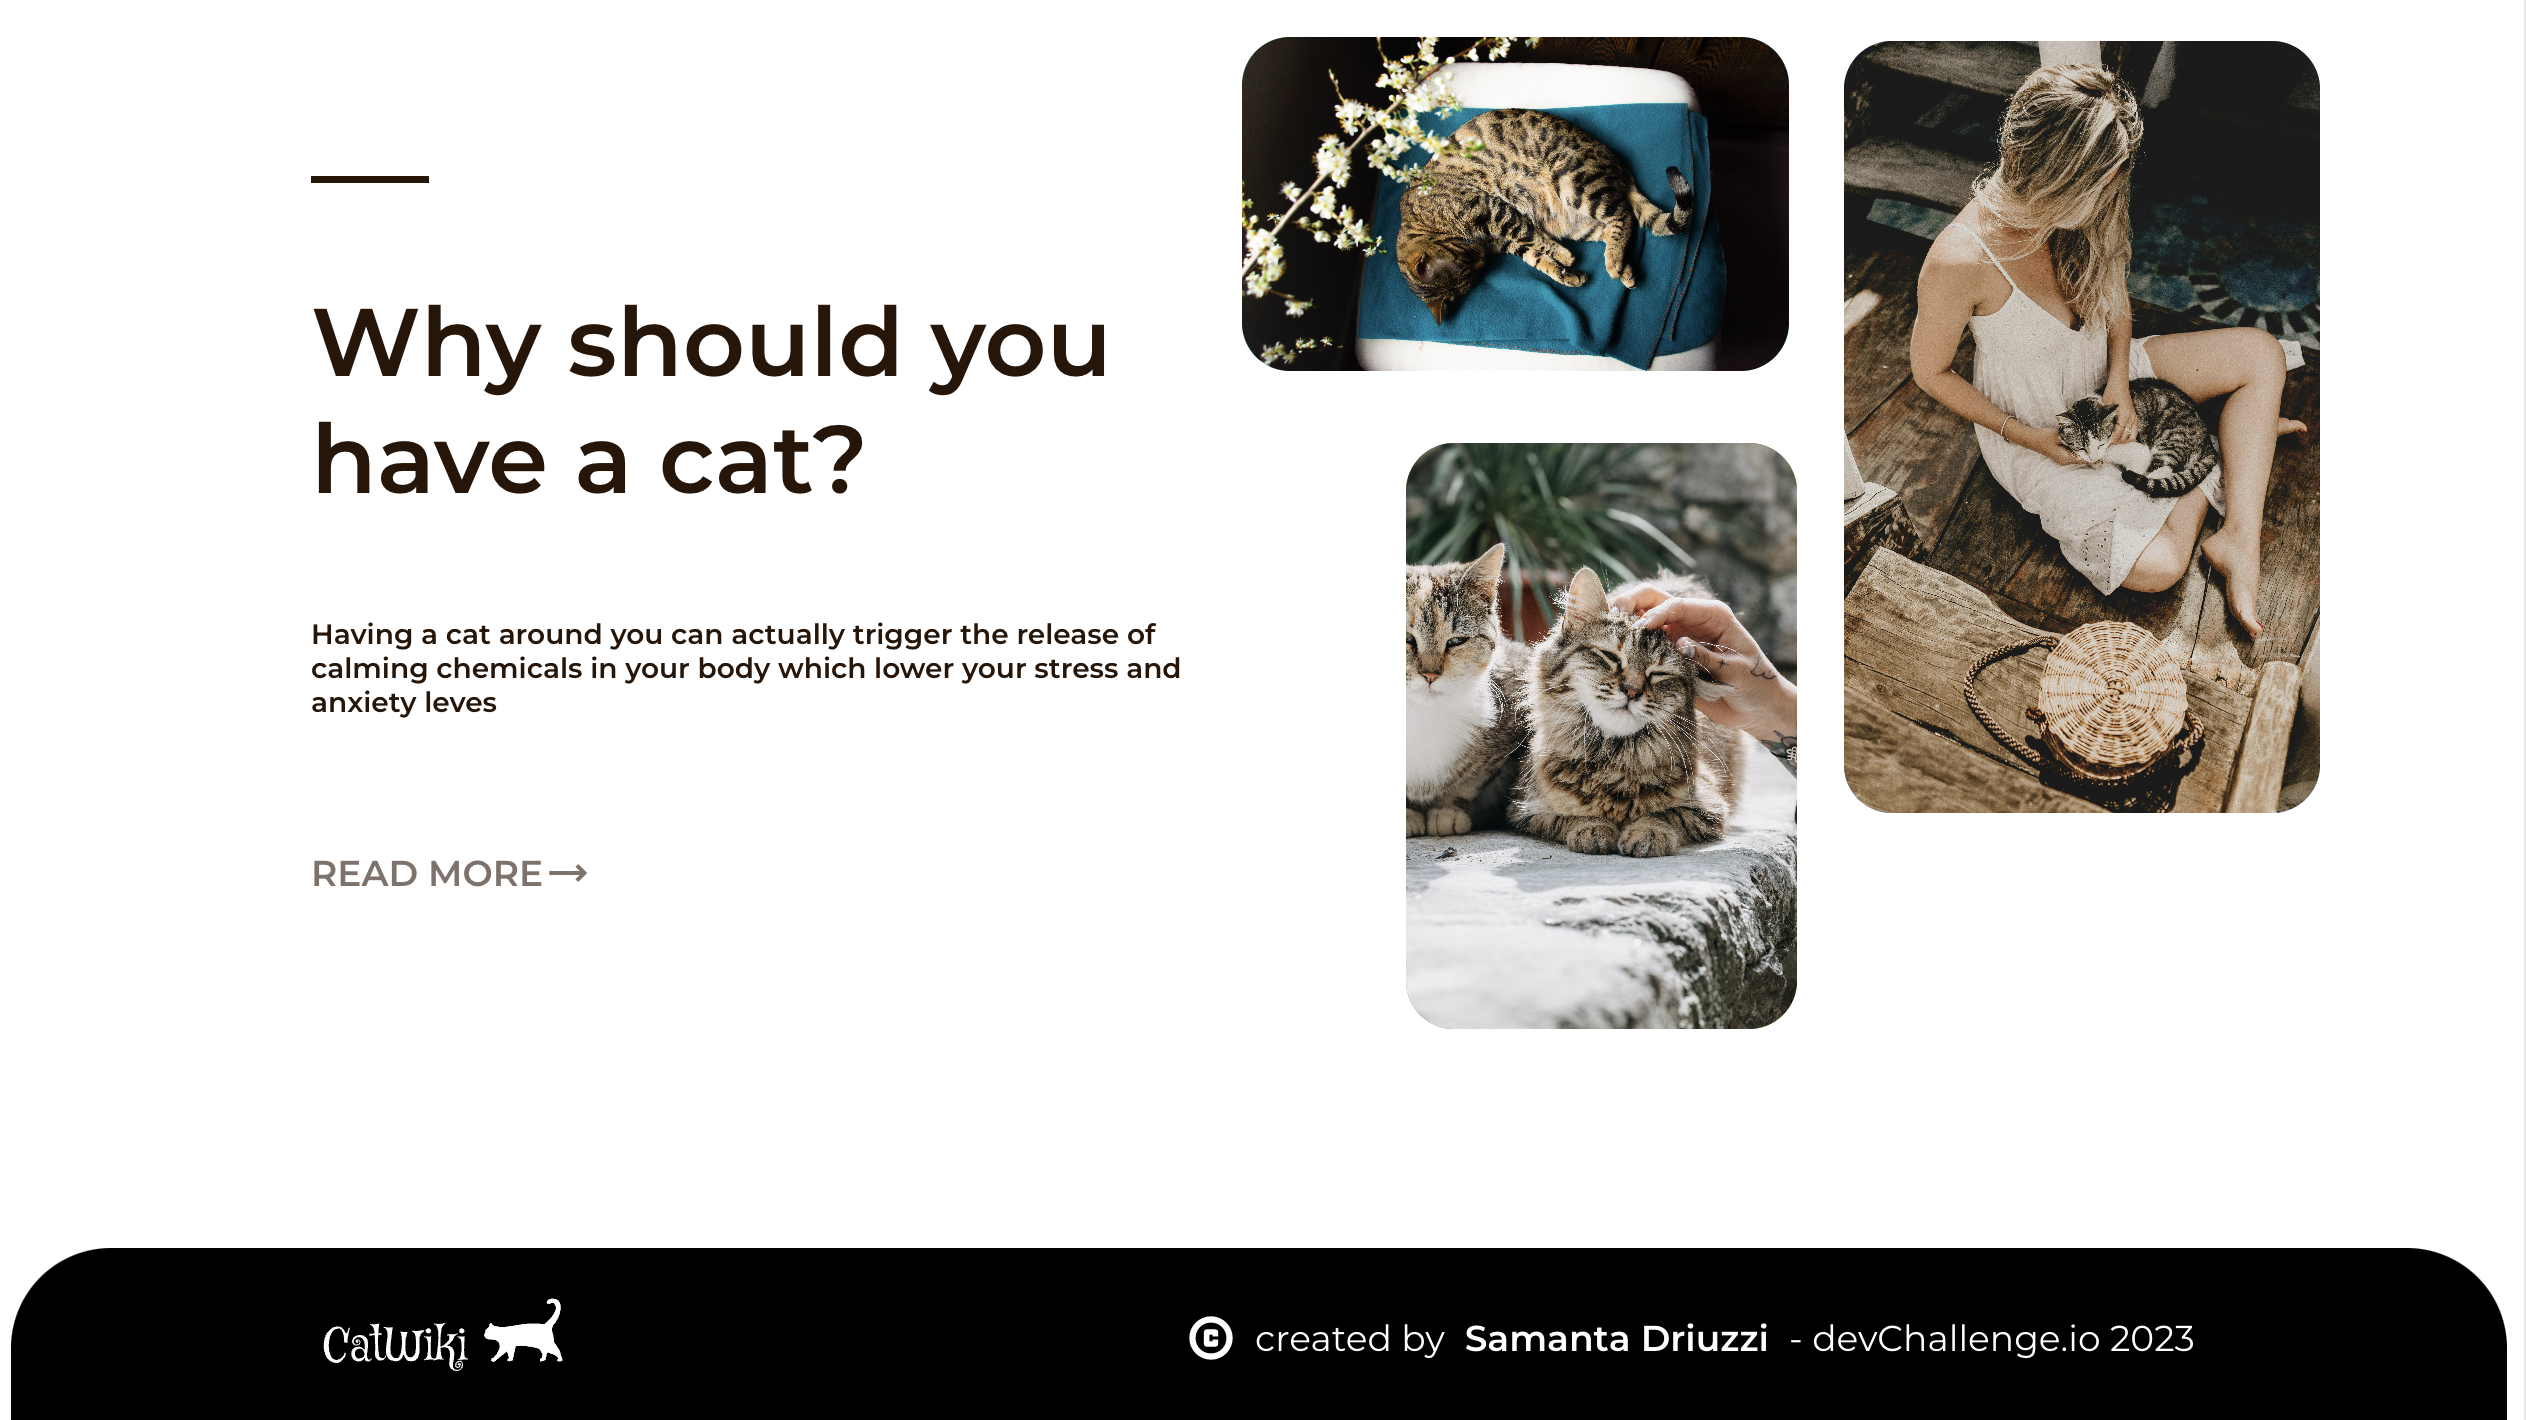 Why should you
have a cat?
Having a cat around you can actually trigger the release of
calming chemicals in your body which lower your stress and
anxiety leves
READ MORE→
CatWiki
© created by Samanta Driuzzi - devChallenge.io 2023